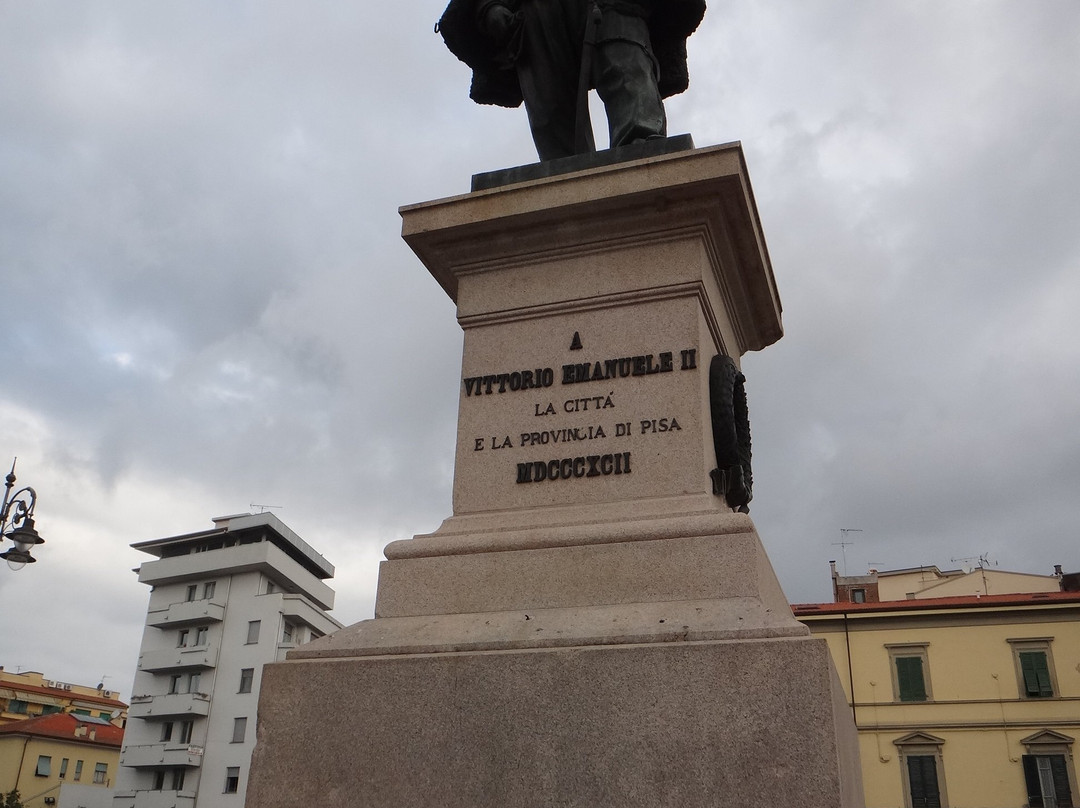 A
VITTORIO EMANUELE II
LA CITTÁ
E LA PROVINCIA DI PISA
MDCCCXCII